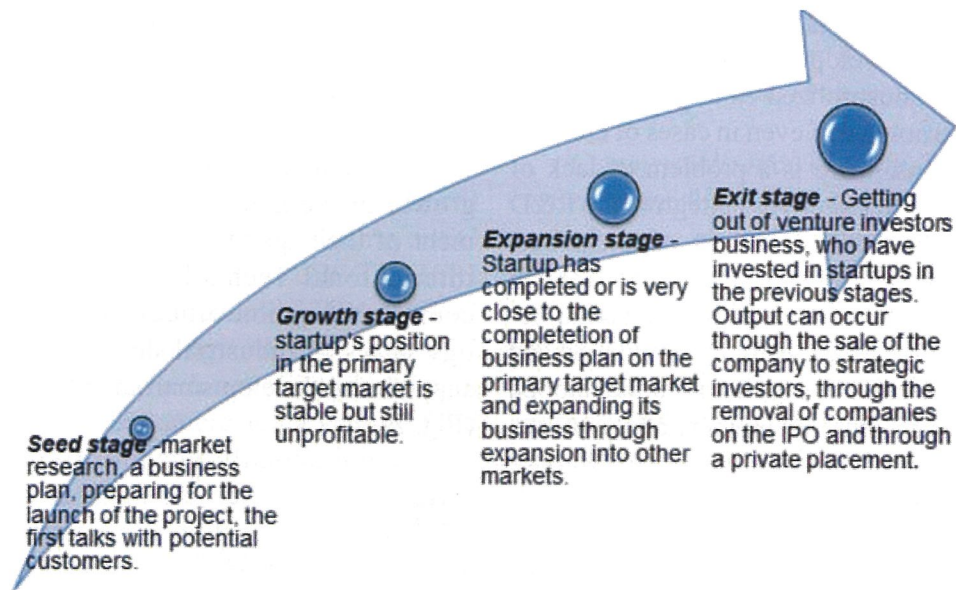 Seed stage -market
research, a business
plan, preparing for the
launch of the project, the
first talks with potential
customers.
Growth stage -
startup's position
in the primary
target market is
stable but still
unprofitable.
Expansion stage -
Startup has
completed or is very
close to the
completetion of
business plan on the
primary target market
and expanding its
business through
expansion into other
markets.
Exit stage - Getting
out of venture investors
business, who have
invested in startups in
the previous stages.
Output can occur
through the sale of the
company to strategic
investors, through the
removal of companies
on the IPO and through
a private placement.